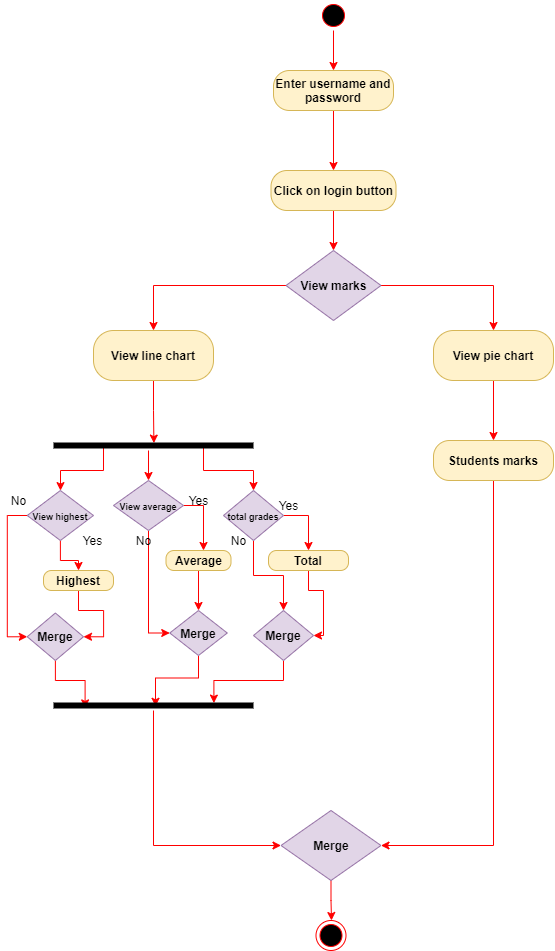 Enter username and
password
Click on login button
View marks
View line chart
View pie chart
Students marks
No
View highest
Yes
View average
Yes
No
total grades
Yes
No
Highest
Average
Total
Merge
Merge
Merge
Merge